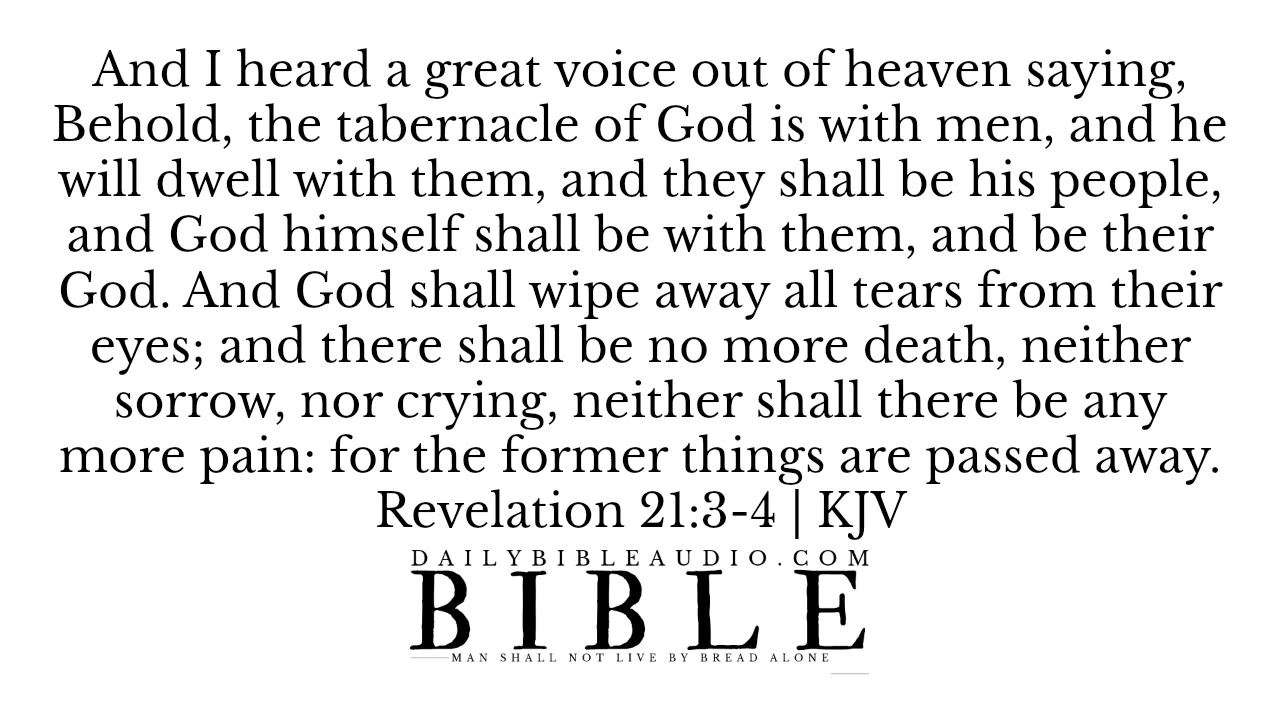 And I heard a great voice out of heaven saying,
Behold, the tabernacle of God is with men, and he
will dwell with them, and they shall be his people,
and God himself shall be with them, and be their
God. And God shall wipe away all tears from their
eyes; and there shall be no more death, neither
sorrow, nor crying, neither shall there be any
more pain: for the former things are passed away.
Revelation 21:3-4 | KJV
DAILYBIBLEAUDIO.COM
BIBLE
MAN SHALL NOT LIVE BY BREAD ALONE